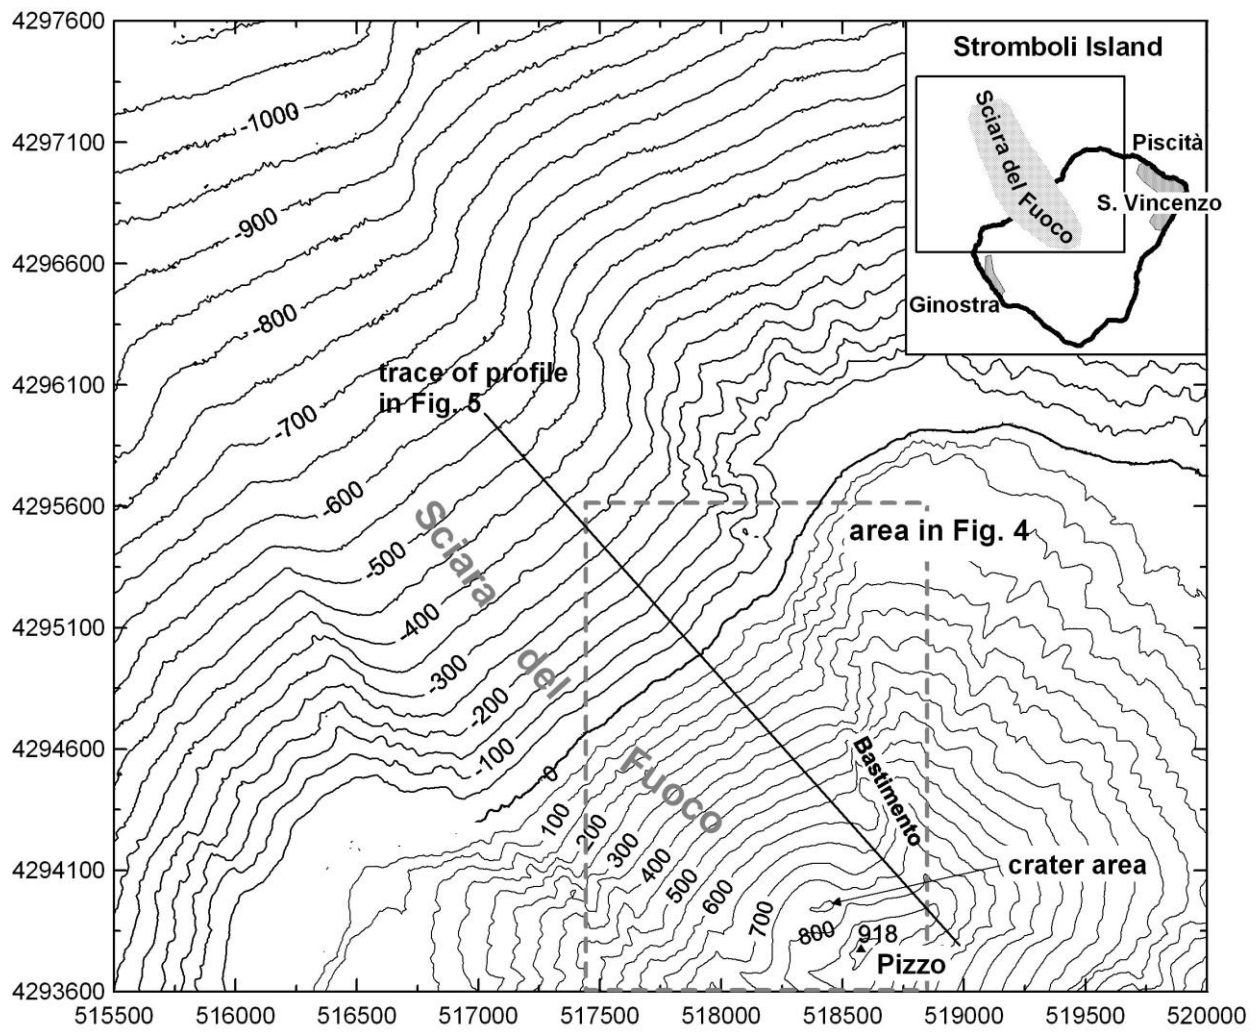 4297600
4297100
4296600
4296100
4295600
4295100
4294600
4294100
4293600
515500 516000 516500 517000 517500 518000 518500 519000 519500 520000
Stromboli Island
Sciara del Fuoco
Piscità
S. Vincenzo
Ginostra
-1000
-900
-800
-700
-600
-500
-400
-300
-200
-100
0
100
200
300
400
500
600
700
800
trace of profile
in Fig. 5
Sciara
del
Fuoco
area in Fig. 4
Bastimento
crater area
918
Pizzo